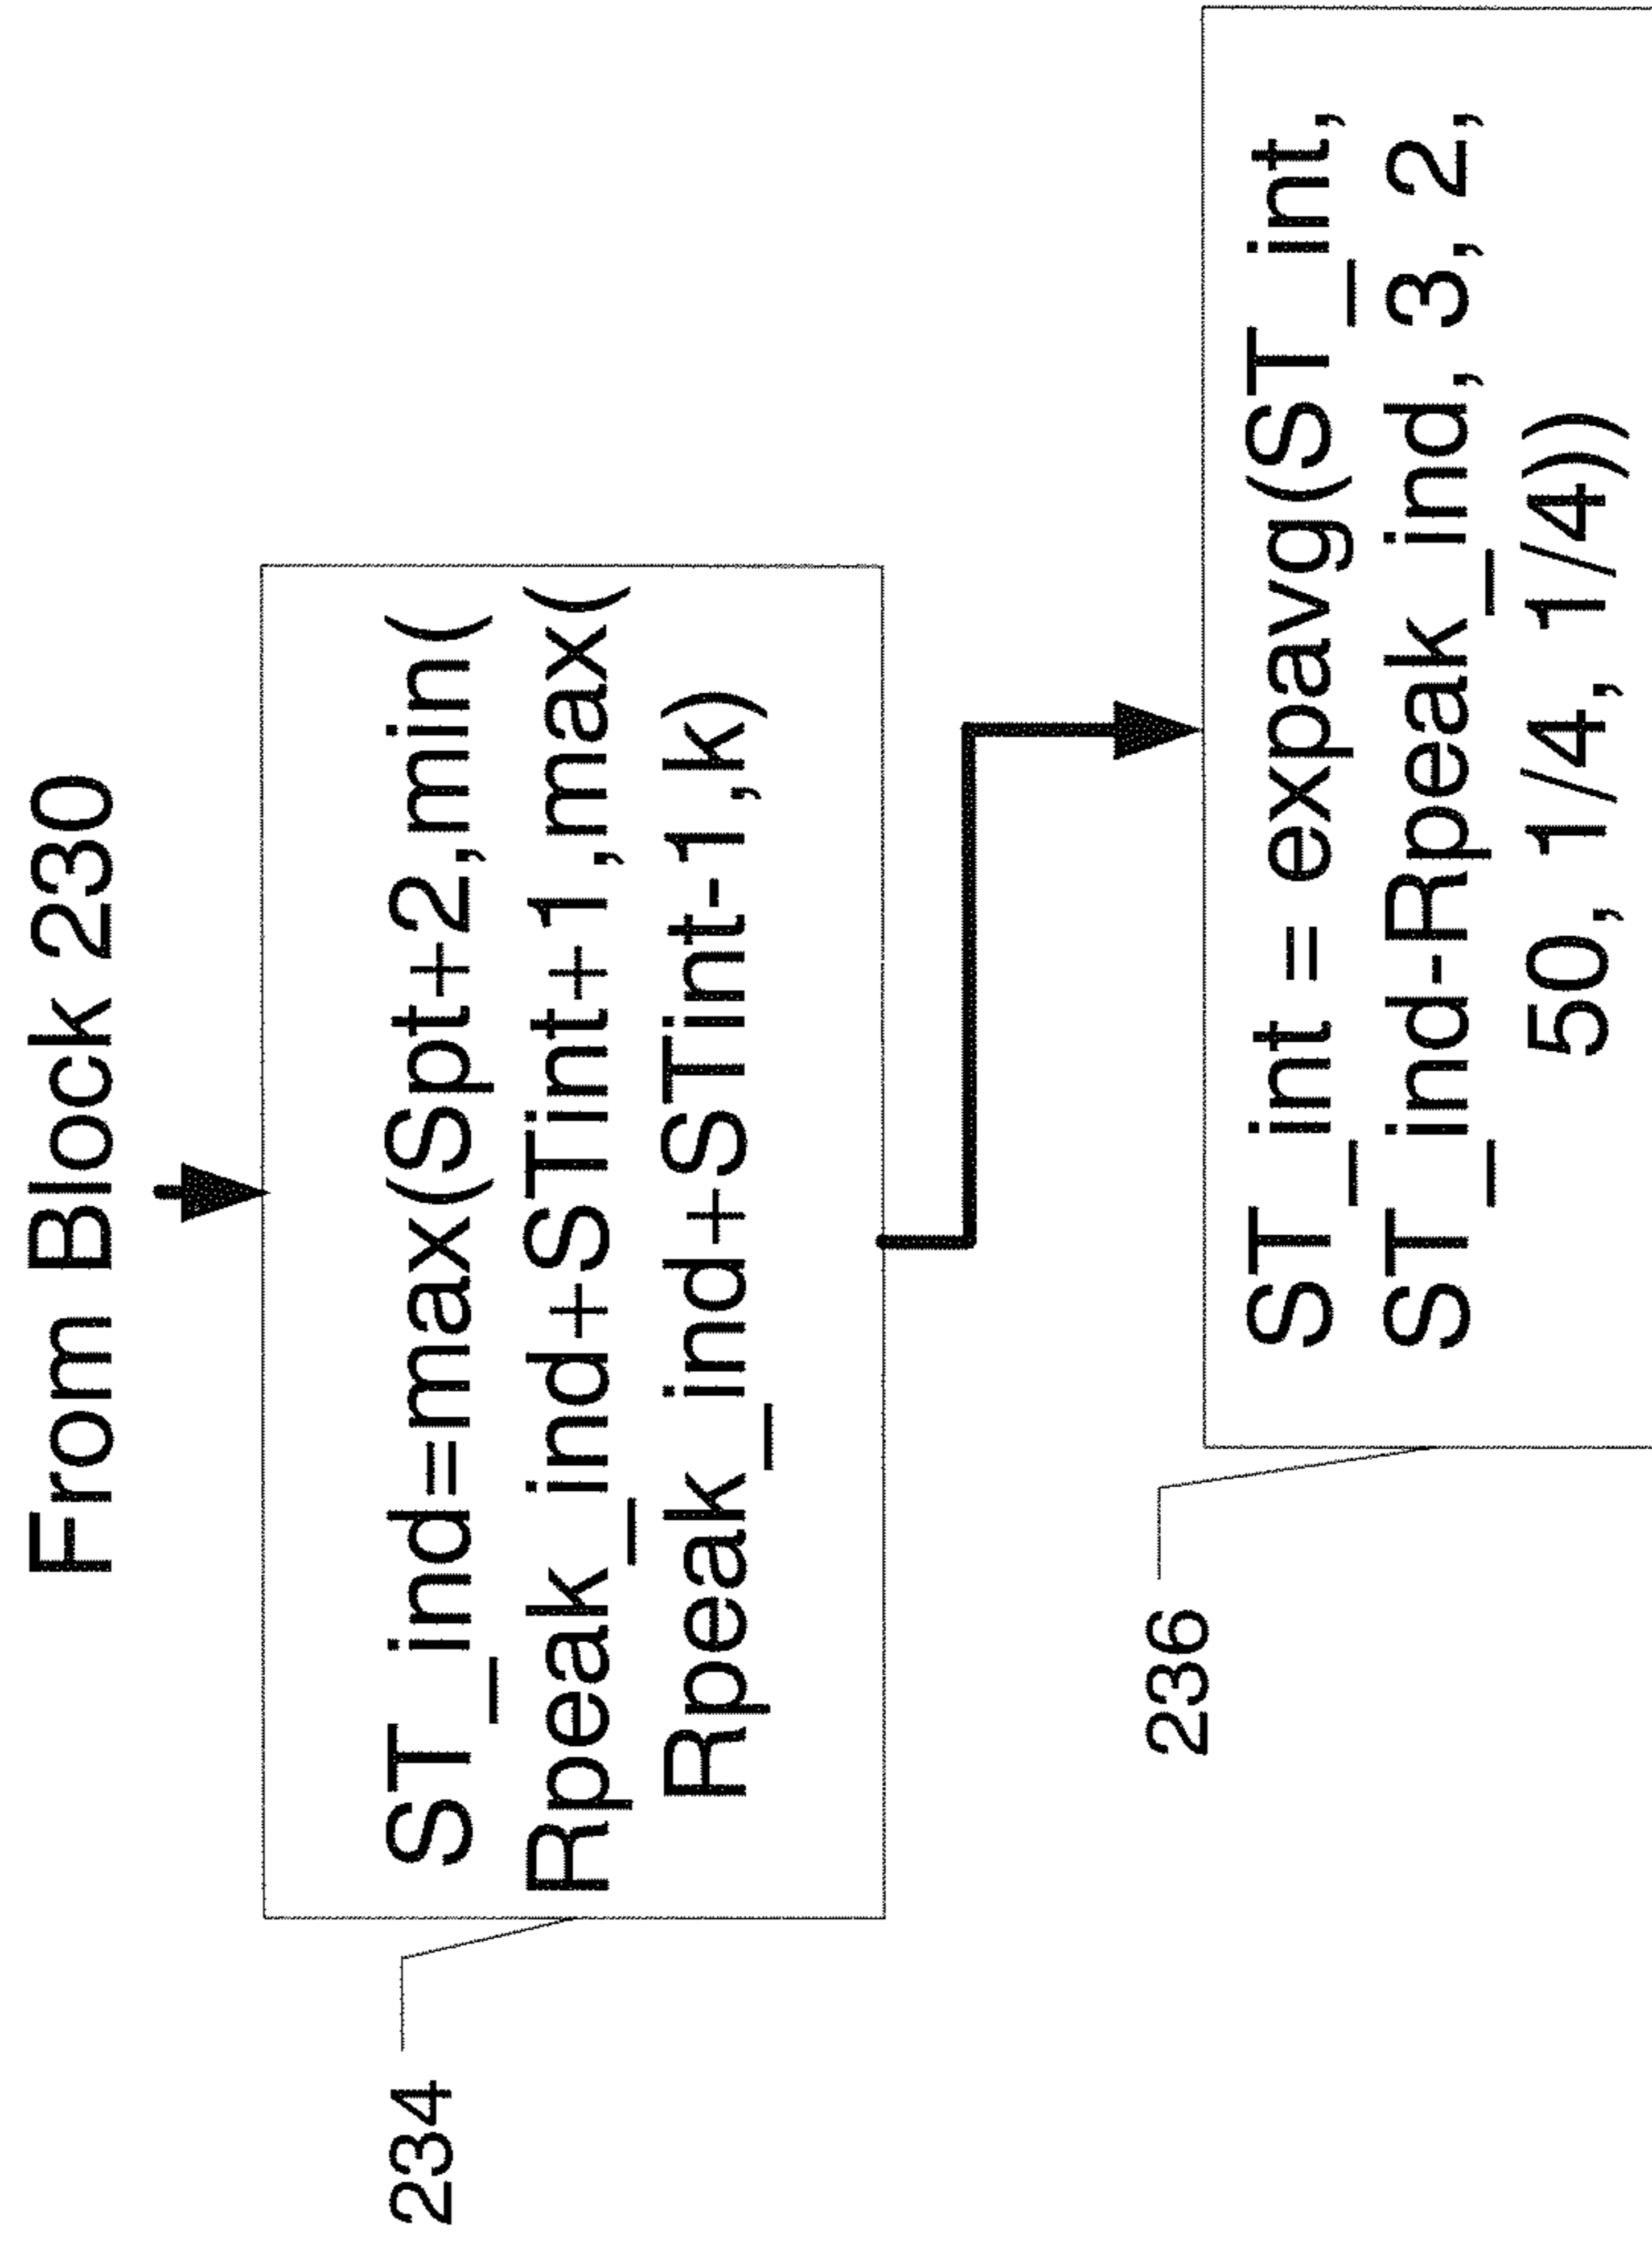 From Block 230
234
ST_ind=max(Spt+2,min(
Rpeak_ind+STint+1,max(
Rpeak_ind+STint-1,k)
236
ST_int = expavg(ST_int,
ST_ind-Rpeak_ind, 3, 2,
50, 1/4, 1/4))